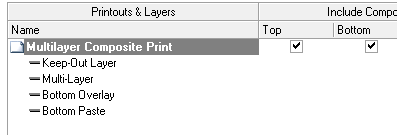 Printouts & Layers Include Compo
Name Top Bottom
Multilayer Composite Print
Keep-Out Layer
Multi-Layer
Bottom Overlay
Bottom Paste